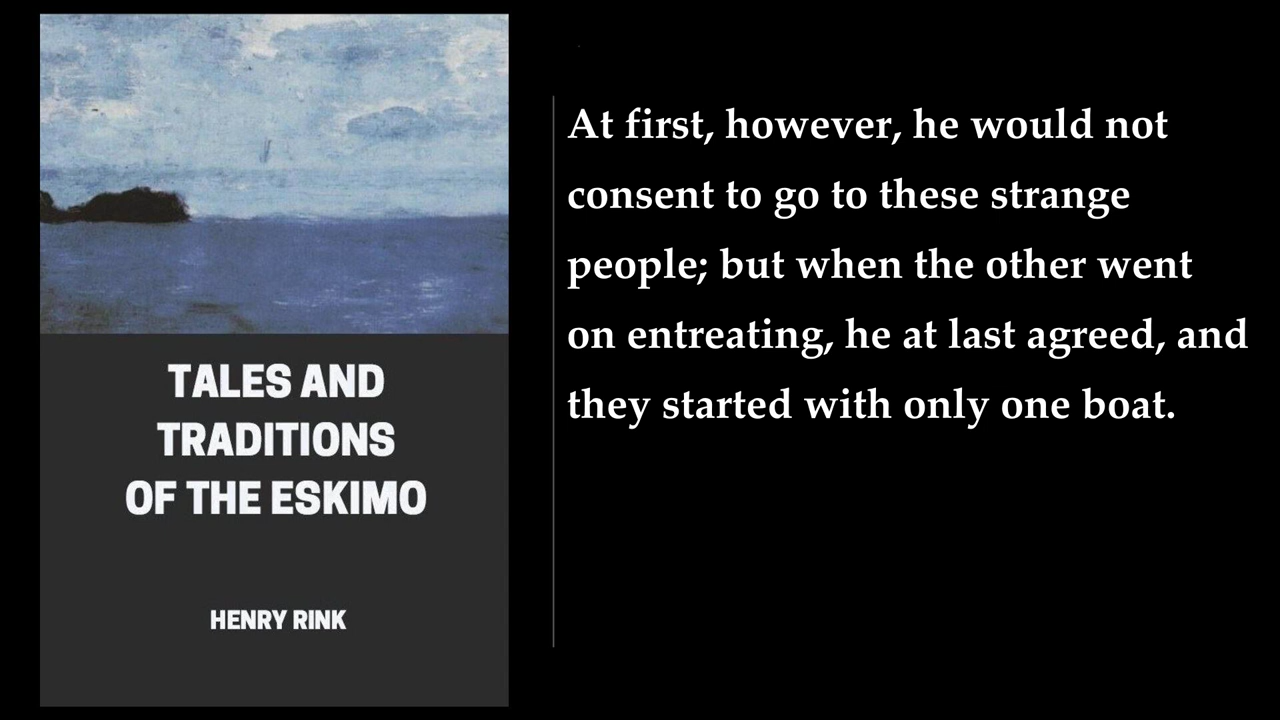 TALES AND
TRADITIONS
OF THE ESKIMO
HENRY RINK
At first, however, he would not
consent to go to these strange
people; but when the other went
on entreating, he at last agreed, and
they started with only one boat.